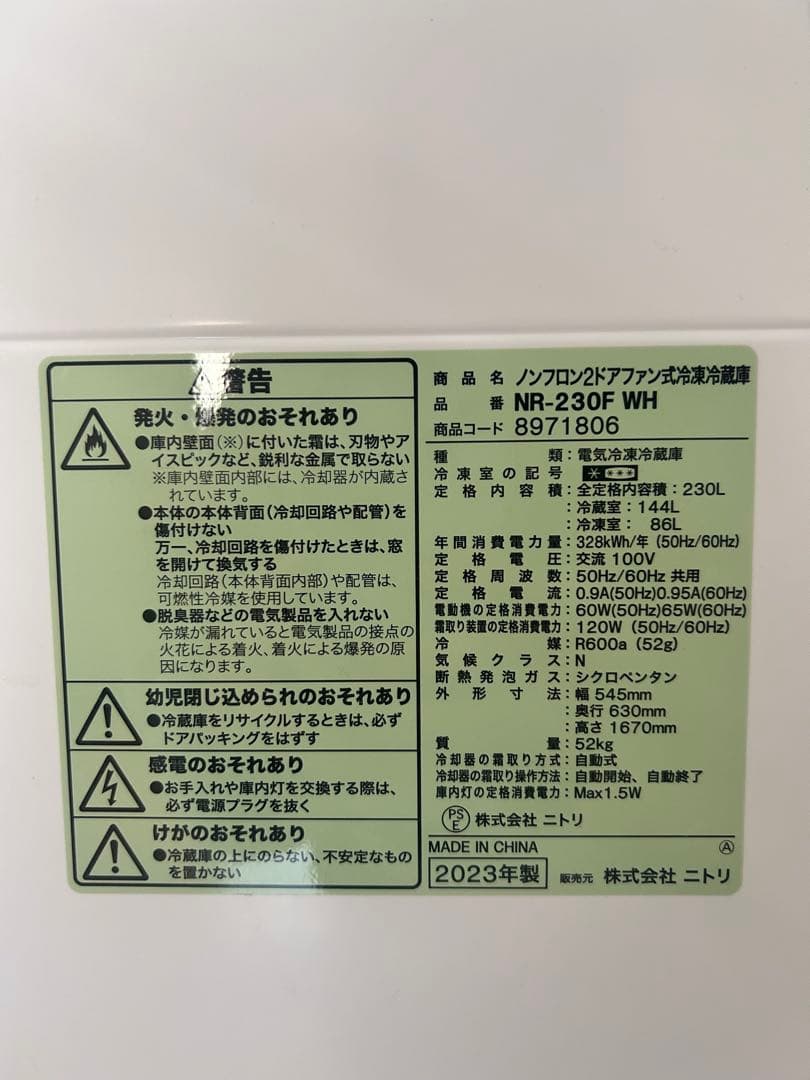 ⚠警告
発火・爆発のおそれあり
●庫内壁面(※)に付いた霜は、刃物やア
イスピックなど、鋭利な金属で取らない
※庫内壁面内部には、冷却器が内蔵さ
れています。
●本体の本体背面(冷却回路や配管)を
傷付けない
万一、冷却回路を傷付けたときは、窓
を開けて換気する
冷却回路(本体背面内部)や配管は、
可燃性冷媒を使用しています。
●脱臭器などの電気製品を入れない
冷媒が漏れていると電気製品の接点の
火花による着火、着火による爆発の原
因になります。
幼児閉じ込められのおそれあり
●冷蔵庫をリサイクルするときは、必ず
ドアパッキングをはずす
感電のおそれあり
●お手入れや庫内灯を交換する際は、
必ず電源プラグを抜く
けがのおそれあり
●冷蔵庫の上にのらない、不安定なもの
を置かない
商品名 ノンフロン2ドアファン式冷凍冷蔵庫
品番 NR-230F WH
商品コード 8971806
種類:電気冷凍冷蔵庫
冷凍室の記号
定格内容積:全定格内容積:230L
:冷蔵室:144L
:冷凍室: 86L
年間消費電力量:328kWh/年(50Hz/60Hz)
定格電圧:交流 100V
定格周波数:50Hz/60Hz 共用
定格電流:0.9A(50Hz)0.95A(60Hz)
電動機の定格消費電力:60W(50Hz)65W(60Hz)
霜取り装置の定格消費電力:120W(50Hz/60Hz)
冷媒:R600a(52g)
気候クラス:N
断熱発泡ガス:シクロペンタン
外形寸法:幅 545mm
:奥行 630mm
:高さ 1670mm
質量:52kg
冷却器の霜取り方式:自動式
冷却器の霜取り操作方法:自動開始、自動終了
庫内灯の定格消費電力:Max1.5W
PSE 株式会社 ニトリ
MADE IN CHINA Ⓐ
2023年製 販売元 株式会社 ニトリ